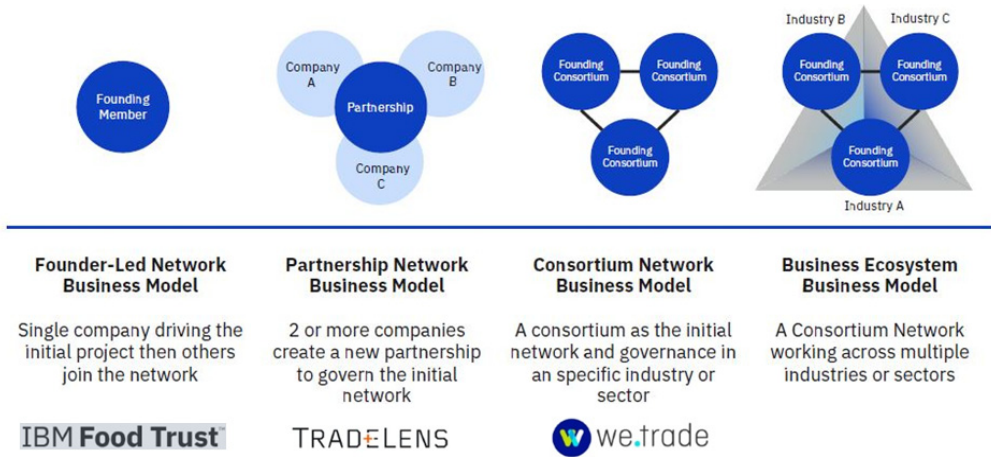 Founding
Member
Company
A
Company
B
Partnership
Company
C
Founding
Consortium
Founding
Consortium
Founding
Consortium
Industry B
Industry C
Founding
Consortium
Founding
Consortium
Founding
Consortium
Industry A
Founder-Led Network
Business Model
Single company driving the
initial project then others
join the network
IBM Food Trust™
Partnership Network
Business Model
2 or more companies
create a new partnership
to govern the initial
network
TRADELENS
Consortium Network
Business Model
A consortium as the initial
network and governance in
an specific industry or
sector
we.trade
Business Ecosystem
Business Model
A Consortium Network
working across multiple
industries or sectors